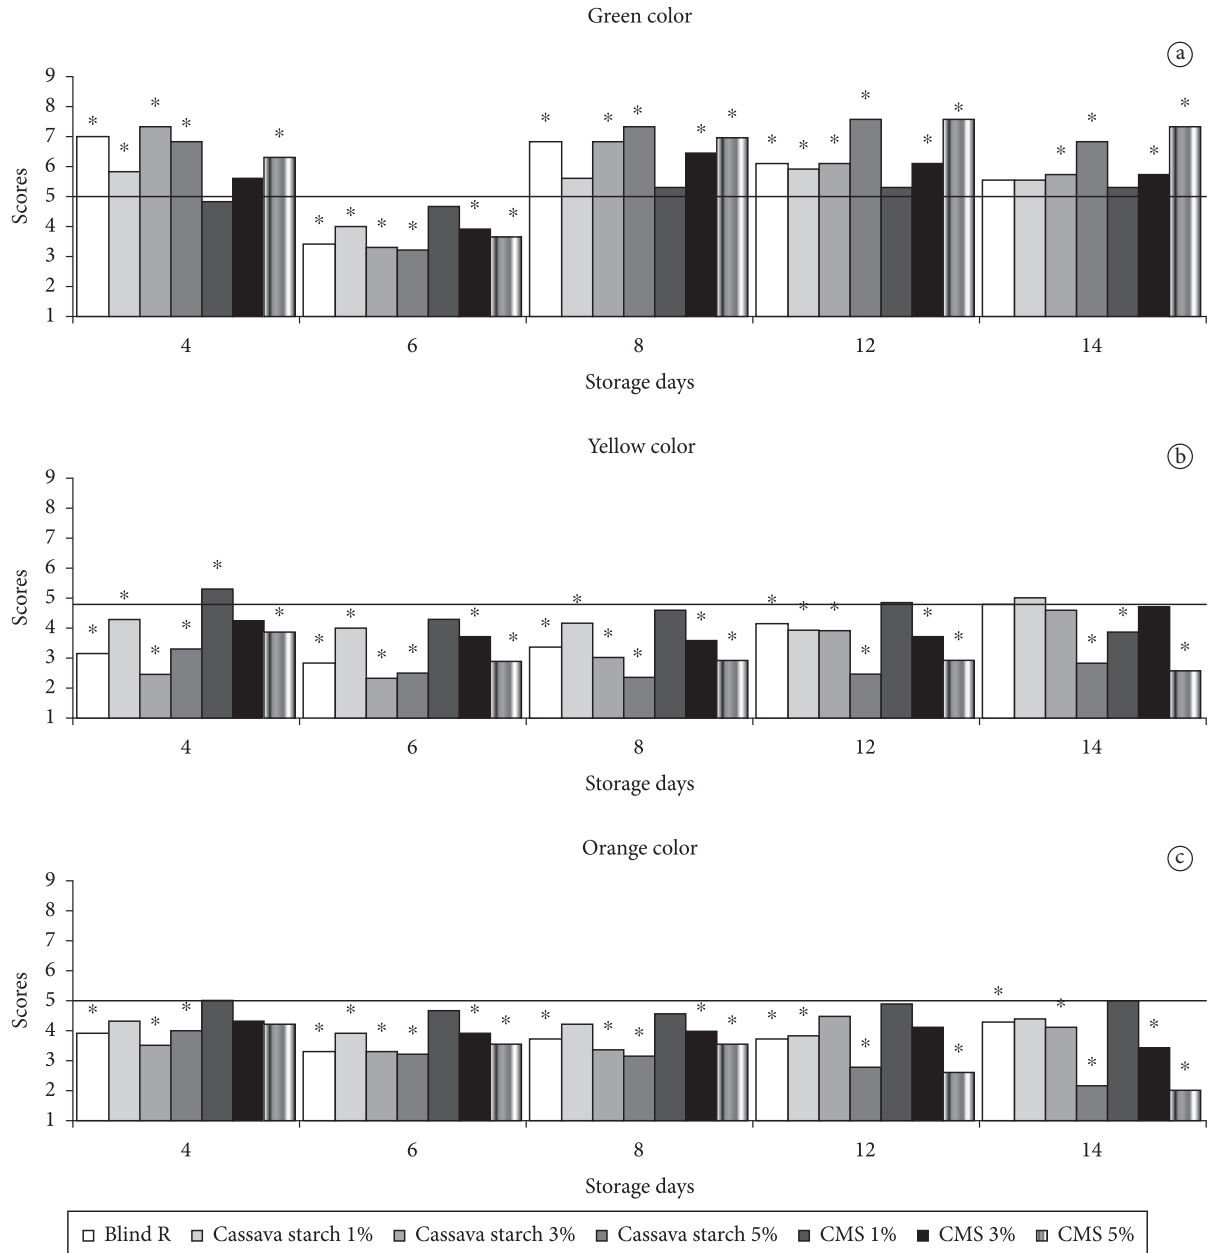 Green color
a
9
8
7
6
5
4
3
2
1
Scores
* * * * *
* * * * * *
* * * * *
* * * * * *
* * * *
4 6 8 12 14
Storage days
Yellow color
b
9
8
7
6
5
4
3
2
1
Scores
* * * * * *
* * * * * *
* * * * * *
* * * * * *
* * *
4 6 8 12 14
Storage days
Orange color
c
9
8
7
6
5
4
3
2
1
Scores
* * *
* * * * * *
* * * * *
* * * *
* * * * *
4 6 8 12 14
Storage days
Blind R Cassava starch 1% Cassava starch 3% Cassava starch 5% CMS 1% CMS 3% CMS 5%